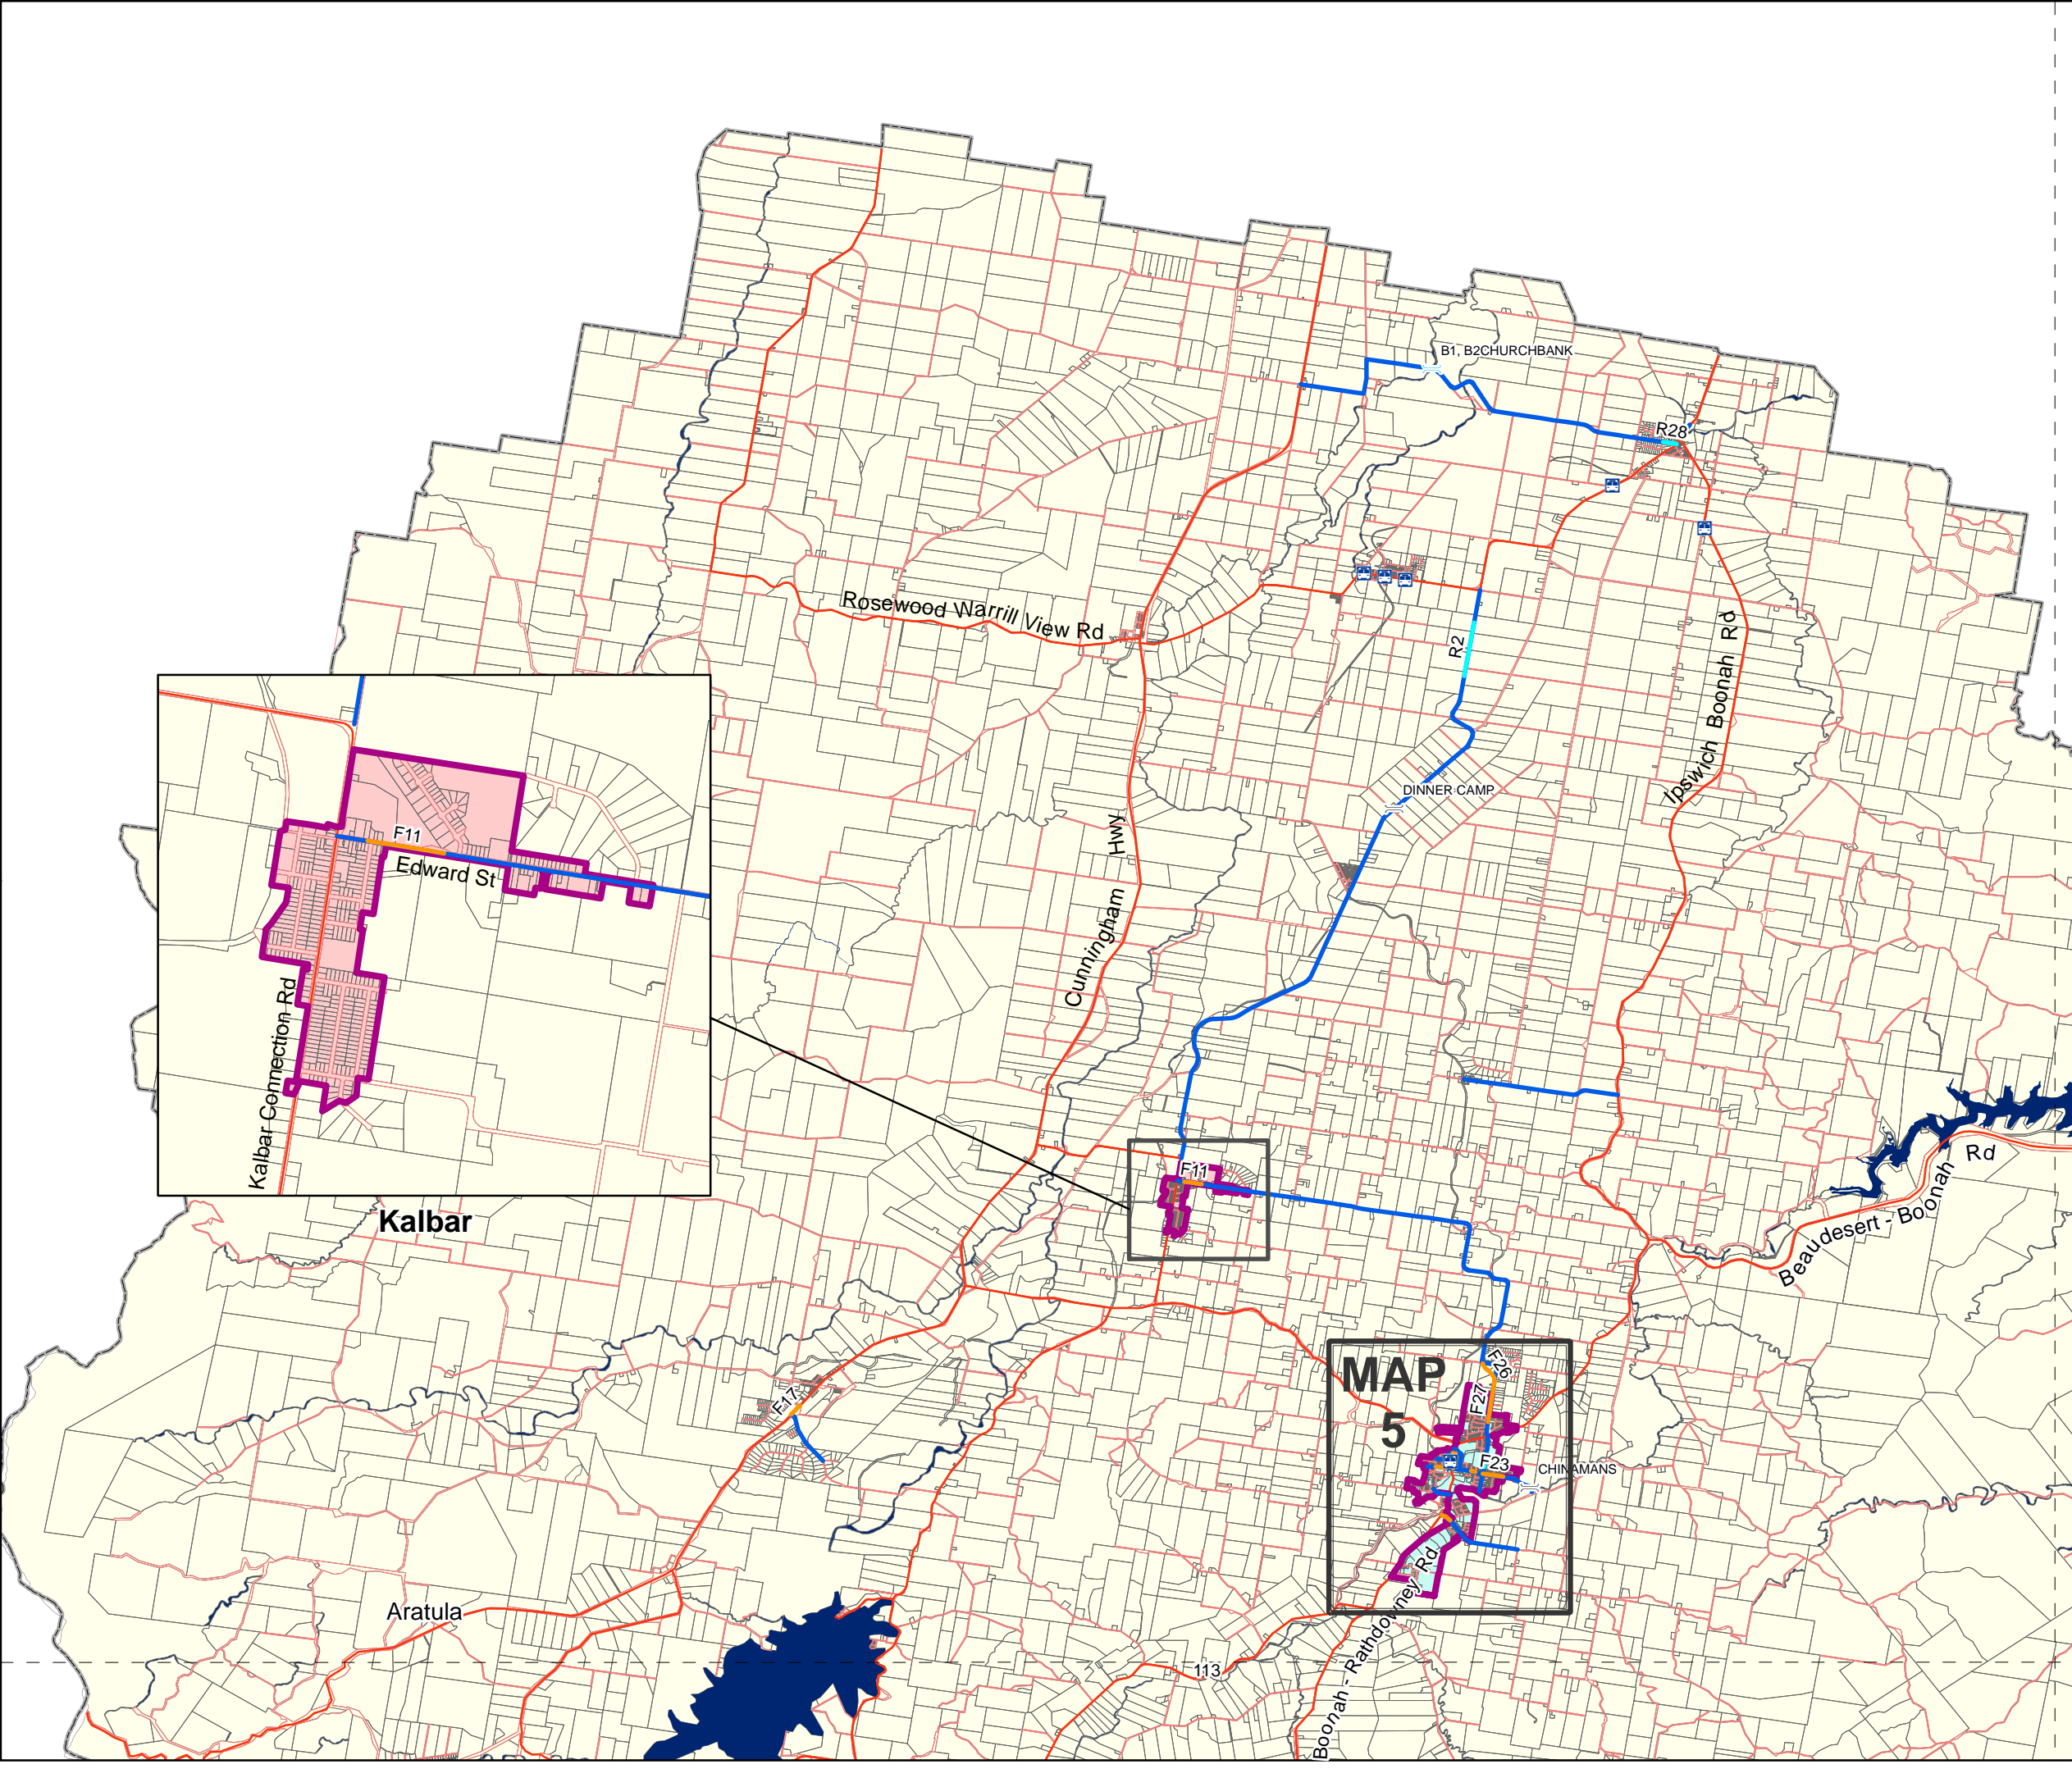 B1, B2CHURCHBANK
R28
Rosewood Warrill View Rd
R2
Ipswich Boonah Rd
DINNER CAMP
F11
Edward St
Cunningham Hwy
Kalbar Connection Rd
F11
Beaudesert - Boonah Rd
Kalbar
MAP
5
F26
F27
F17
F23
CHINAMANS
Aratula
Boonah - Rathdowney Rd
113